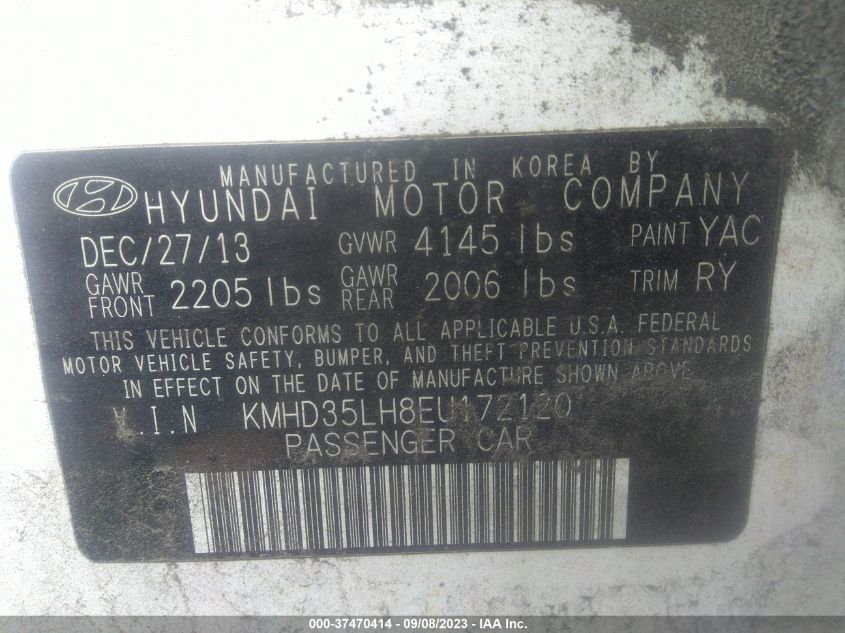 MANUFACTURED IN KOREA BY
HYUNDAI MOTOR COMPANY
DEC/27/13 GVWR 4145 lbs PAINT YAC
GAWR FRONT 2205 lbs GAWR REAR 2006 lbs TRIM RY
THIS VEHICLE CONFORMS TO ALL APPLICABLE U.S.A. FEDERAL
MOTOR VEHICLE SAFETY, BUMPER, AND THEFT PREVENTION STANDARDS
IN EFFECT ON THE DATE OF MANUFACTURE SHOWN ABOVE
V.I.N KMHD35LH8EU172120
PASSENGER CAR
000-37470414 - 09/08/2023 - IAA Inc.